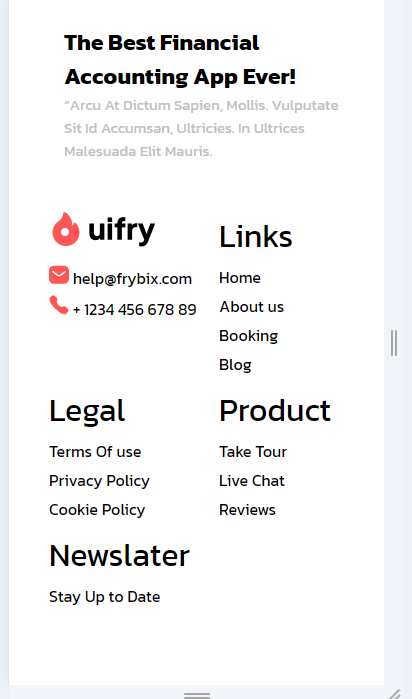 The Best Financial
Accounting App Ever!
“Arcu At Dictum Sapien, Mollis. Vulputate
Sit Id Accumsan, Ultricies. In Ultrices
Malesuada Elit Mauris.
uifry
help@frybix.com
+ 1234 456 678 89
Links
Home
About us
Booking
Blog
Legal
Terms Of use
Privacy Policy
Cookie Policy
Product
Take Tour
Live Chat
Reviews
Newslater
Stay Up to Date